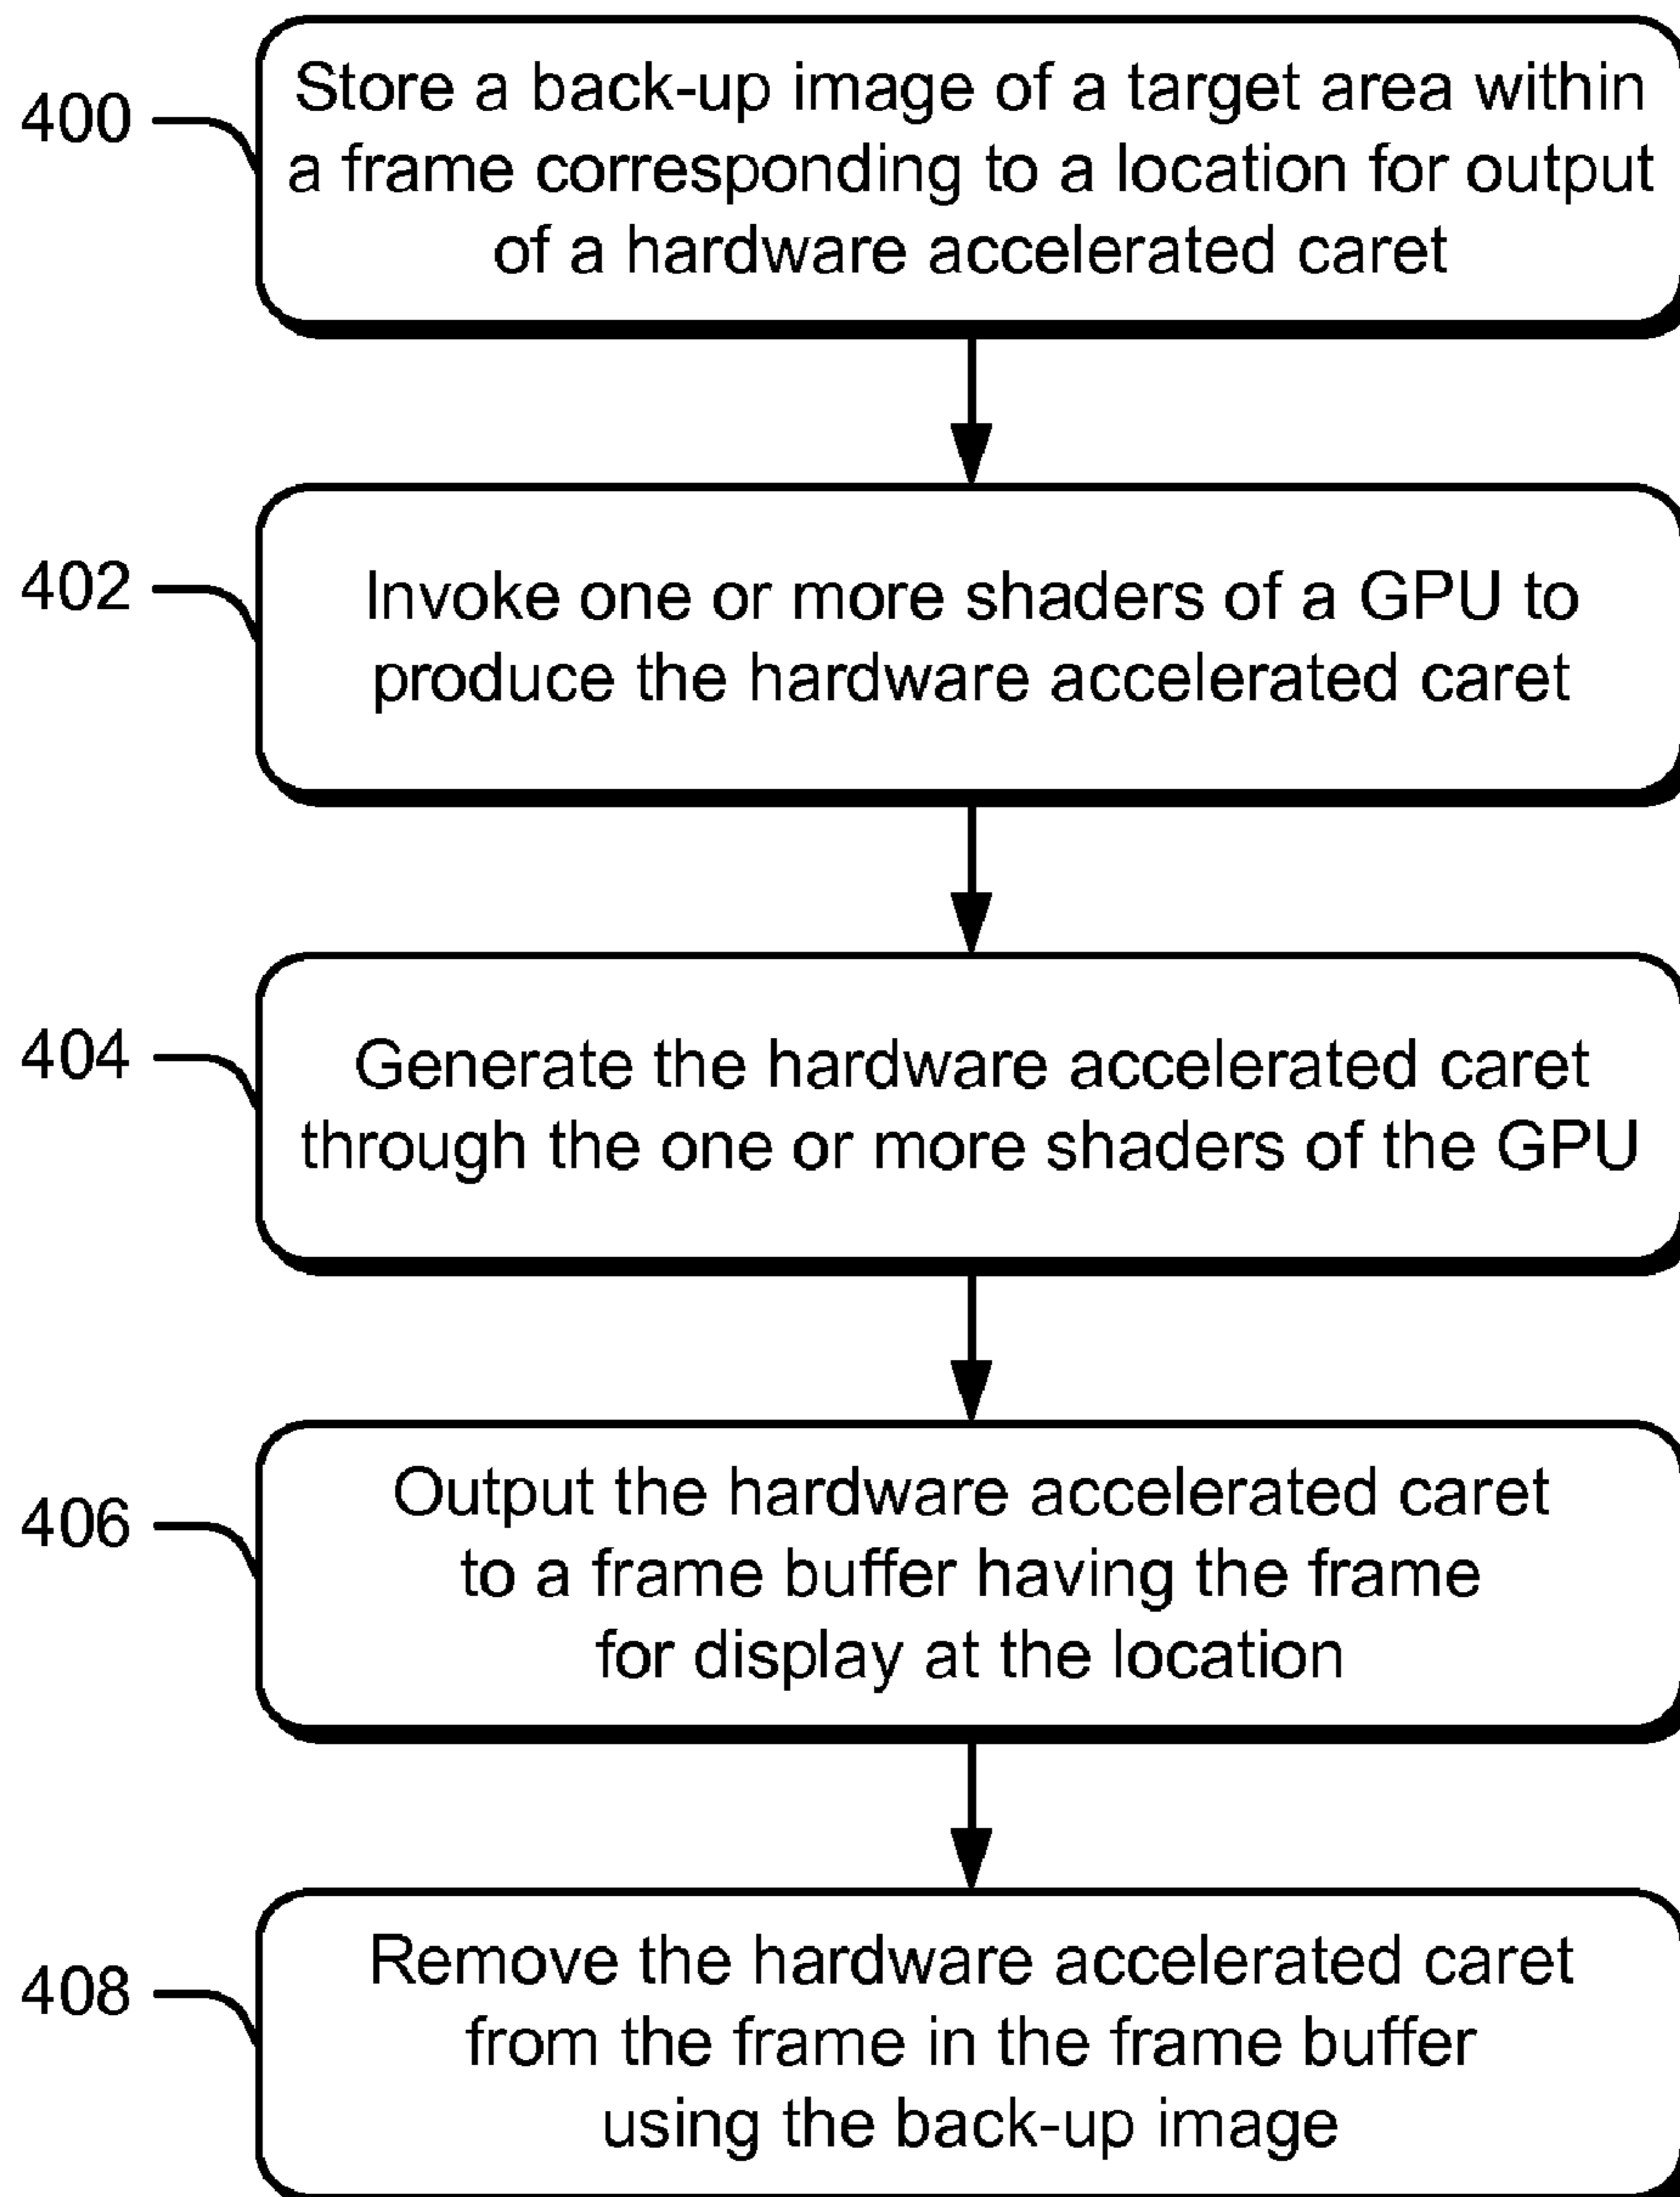 400
Store a back-up image of a target area within
a frame corresponding to a location for output
of a hardware accelerated caret
402
Invoke one or more shaders of a GPU to
produce the hardware accelerated caret
404
Generate the hardware accelerated caret
through the one or more shaders of the GPU
406
Output the hardware accelerated caret
to a frame buffer having the frame
for display at the location
408
Remove the hardware accelerated caret
from the frame in the frame buffer
using the back-up image